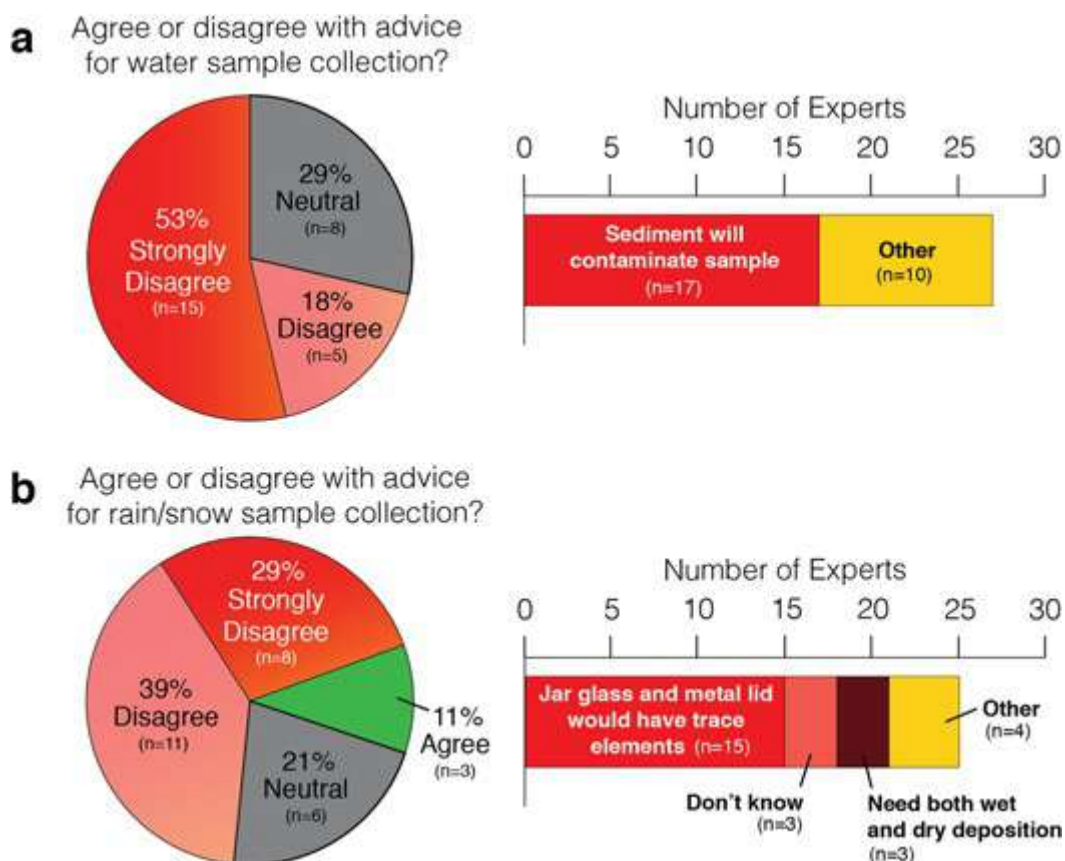 a
Agree or disagree with advice
for water sample collection?
29%
Neutral
(n=8)
53%
Strongly
Disagree
(n=15)
18%
Disagree
(n=5)
Number of Experts
0 5 10 15 20 25 30
Sediment will
contaminate sample
(n=17)
Other
(n=10)
b
Agree or disagree with advice
for rain/snow sample collection?
29%
Strongly
Disagree
(n=8)
39%
Disagree
(n=11)
11%
Agree
(n=3)
21%
Neutral
(n=6)
Number of Experts
0 5 10 15 20 25 30
Jar glass and metal lid
would have trace
elements (n=15)
Other
(n=4)
Don't know
(n=3)
Need both wet
and dry deposition
(n=3)